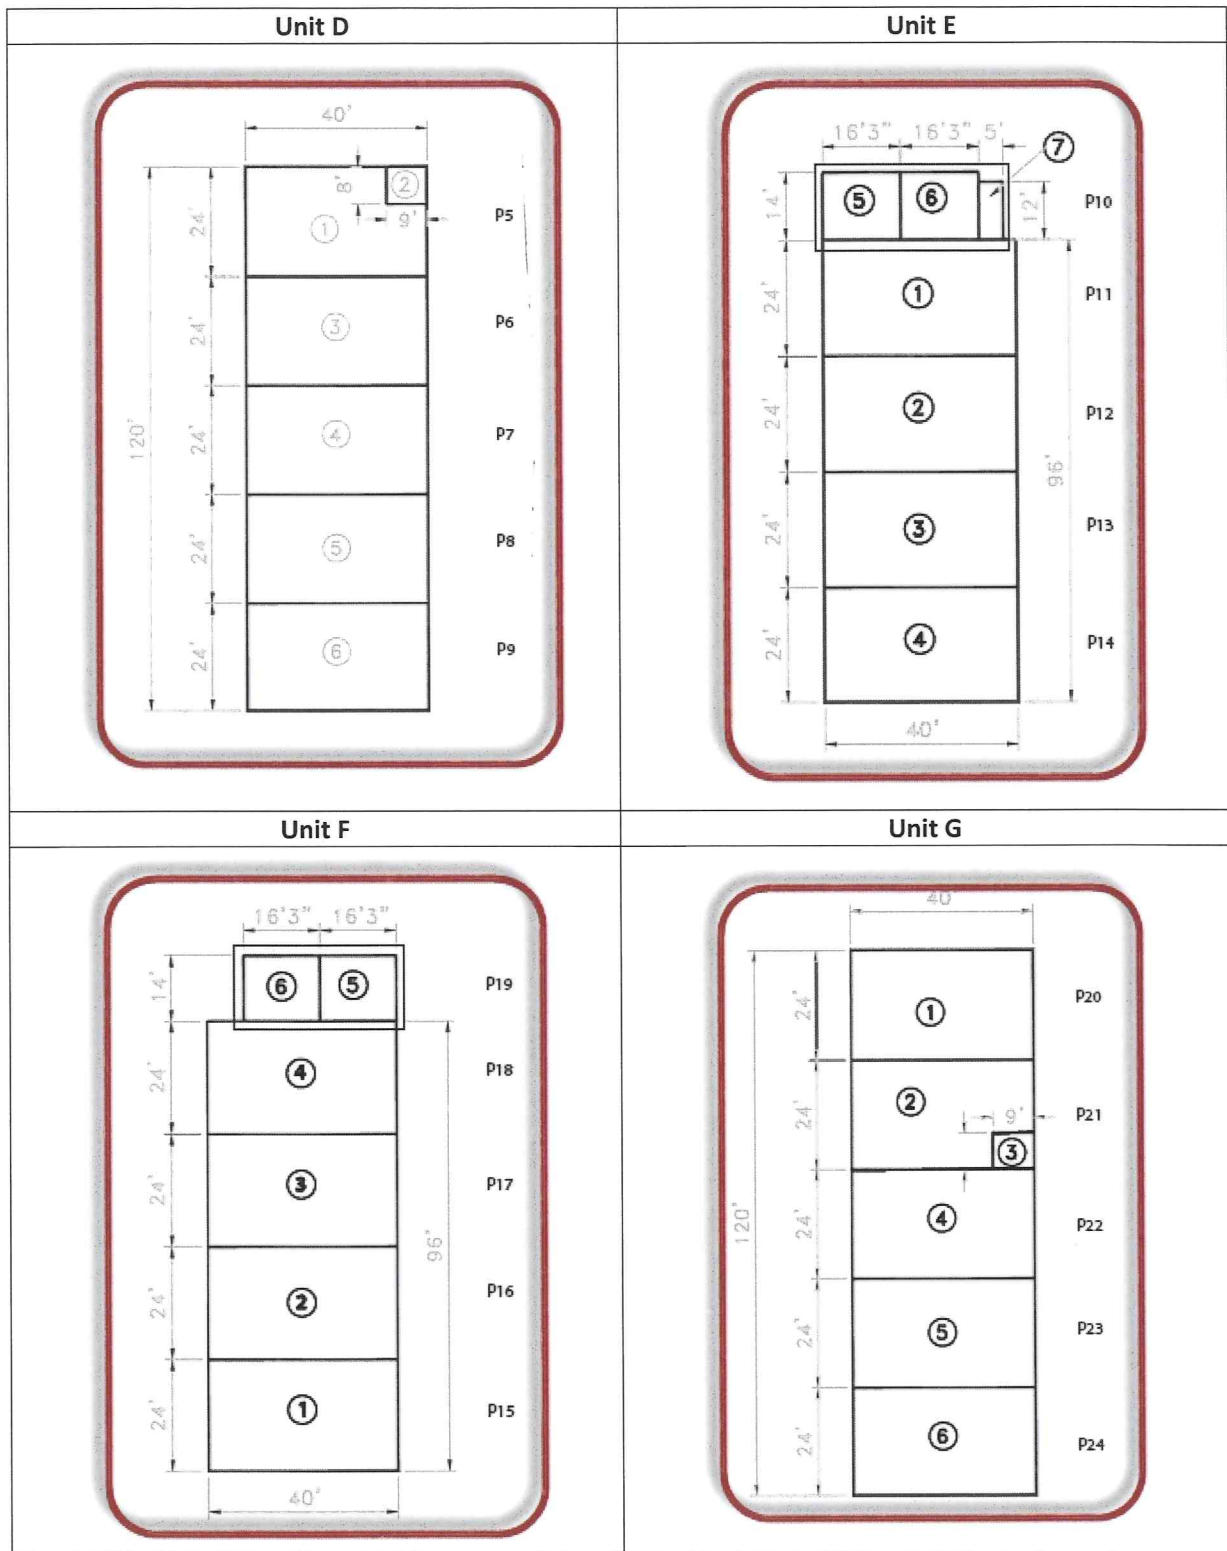 Unit D
40'
8'
②
24'
9'
P5
①
24'
③
P6
120'
24'
④
P7
24'
⑤
P8
24'
⑥
P9
Unit E
16'3"
16'3"
5'
⑦
14'
⑤
⑥
12'
P10
24'
①
P11
24'
②
P12
96'
24'
③
P13
24'
④
P14
40'
Unit F
16'3"
16'3"
14'
⑥
⑤
P19
24'
④
P18
24'
③
P17
96'
24'
②
P16
24'
①
P15
40'
Unit G
40'
24'
①
P20
24'
②
9'
P21
③
120'
24'
④
P22
24'
⑤
P23
24'
⑥
P24